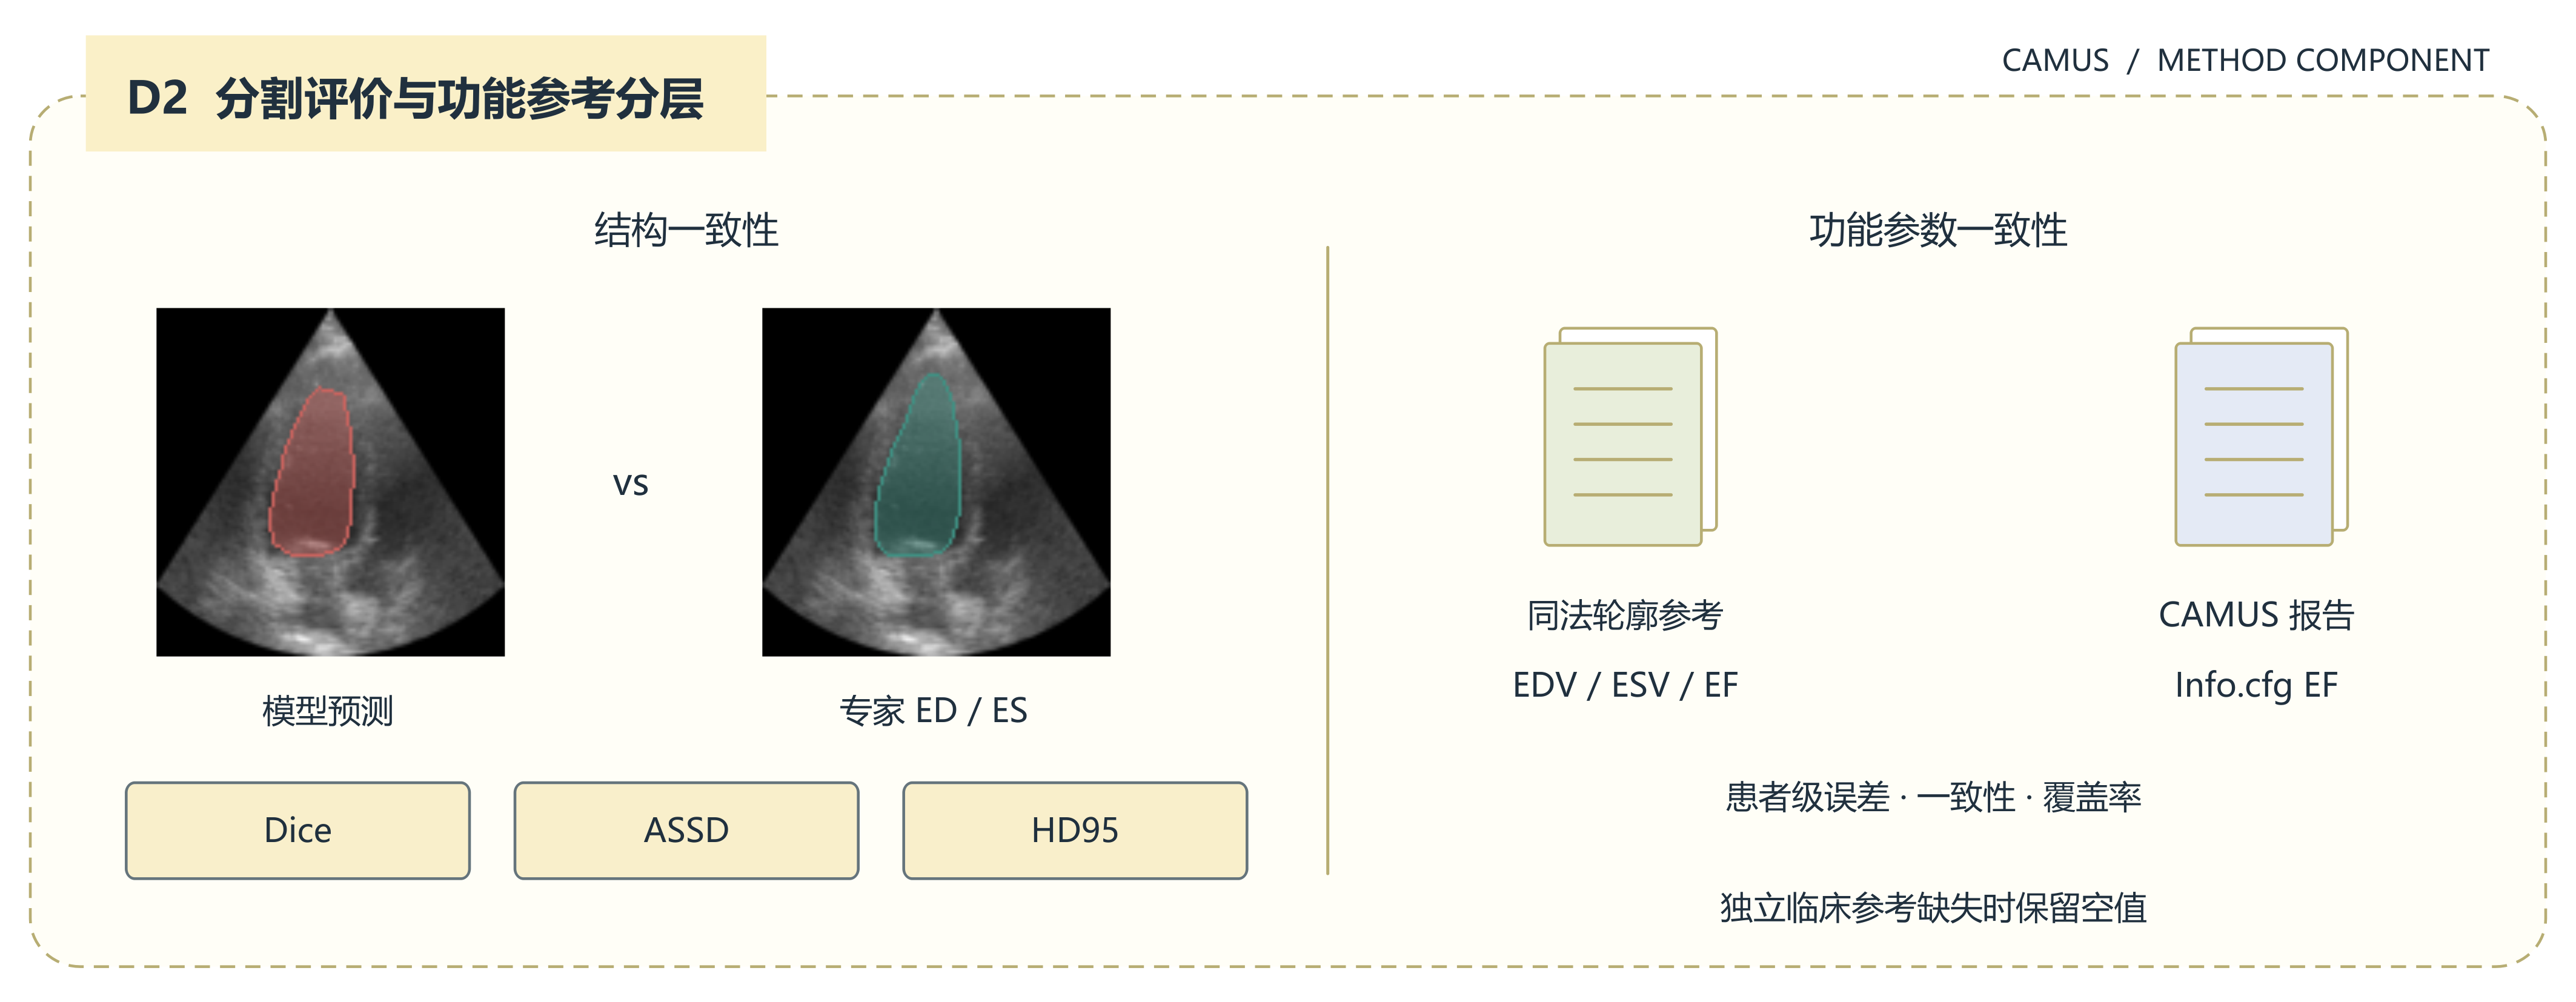 CAMUS / METHOD COMPONENT
D2 分割评价与功能参考分层
结构一致性
vs
模型预测
专家 ED / ES
Dice
ASSD
HD95
功能参数一致性
同法轮廓参考
EDV / ESV / EF
CAMUS 报告
Info.cfg EF
患者级误差 · 一致性 · 覆盖率
独立临床参考缺失时保留空值